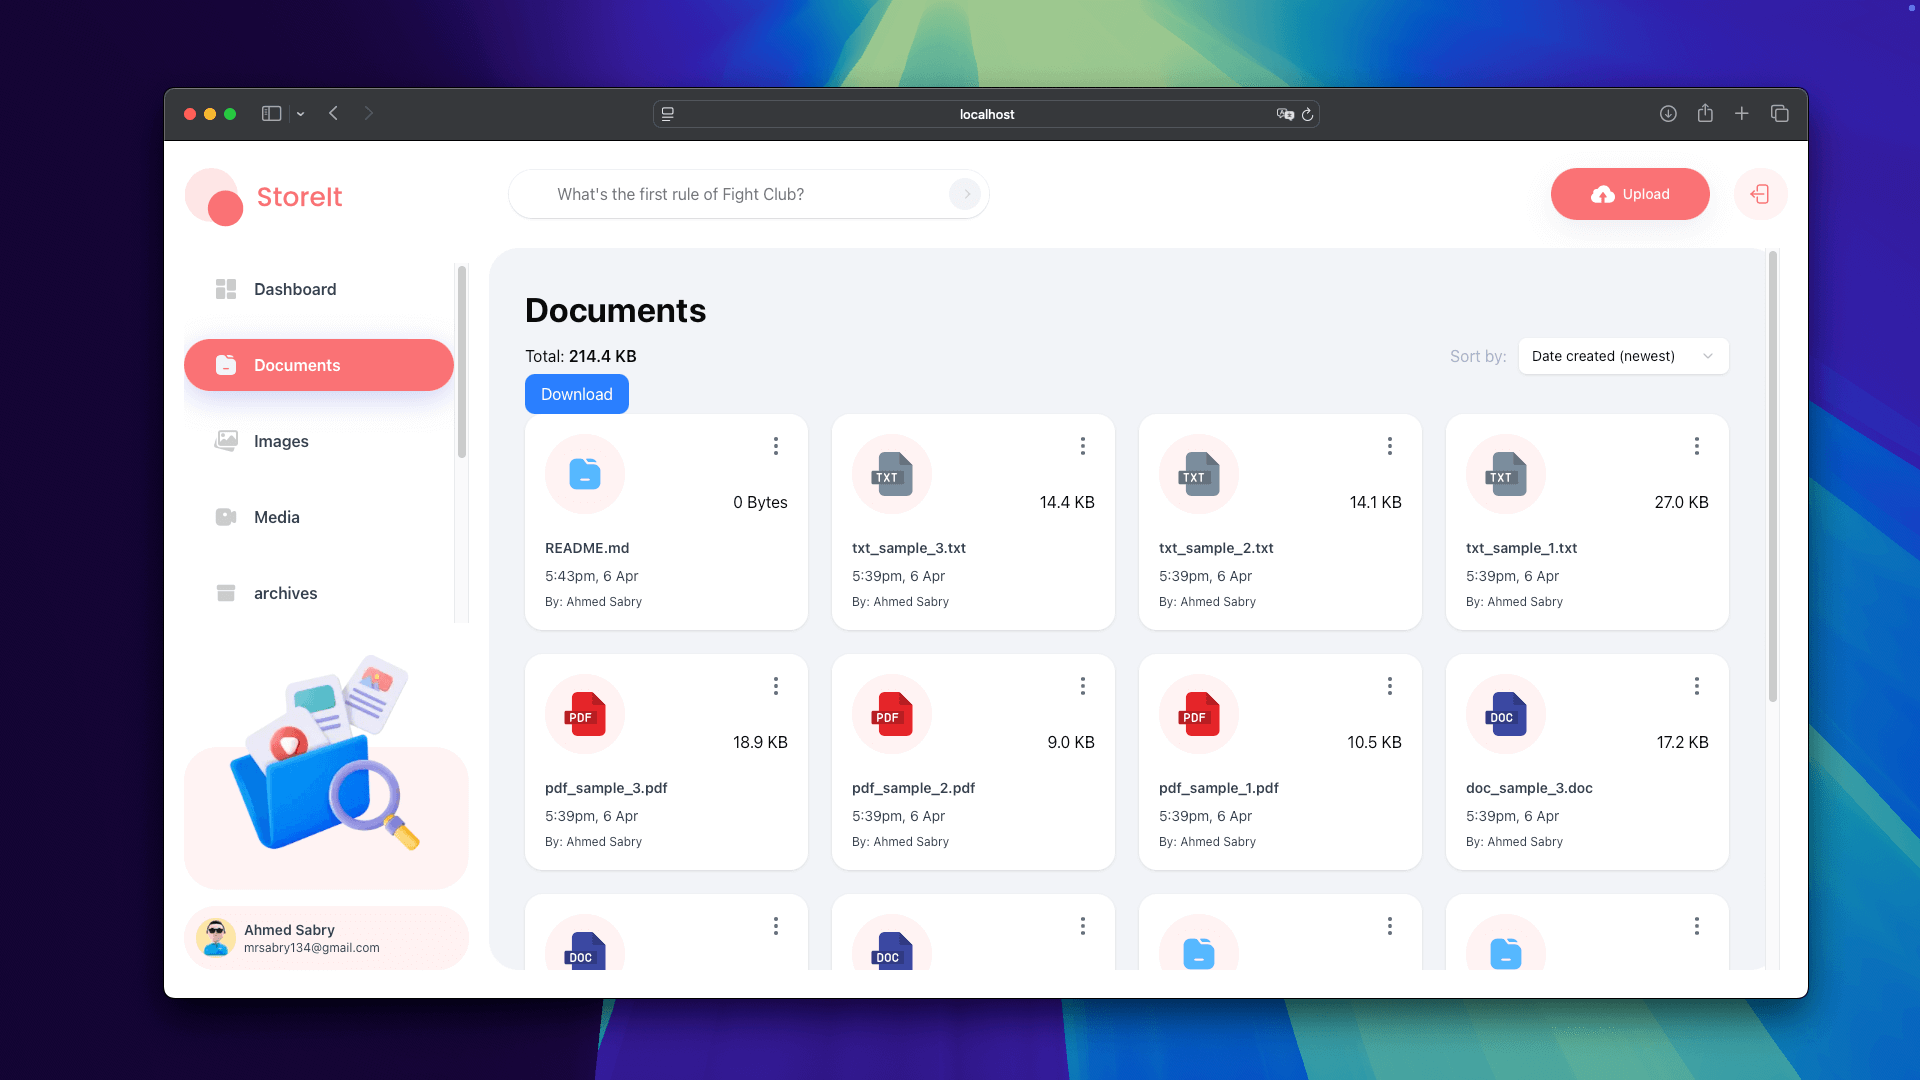 localhost
StoreIt
What's the first rule of Fight Club?
Upload
Dashboard
Documents
Images
Media
archives
Ahmed Sabry
mrsabry134@gmail.com
Documents
Total: 214.4 KB
Sort by:
Date created (newest)
Download
0 Bytes
README.md
5:43pm, 6 Apr
By: Ahmed Sabry
TXT
14.4 KB
txt_sample_3.txt
5:39pm, 6 Apr
By: Ahmed Sabry
TXT
14.1 KB
txt_sample_2.txt
5:39pm, 6 Apr
By: Ahmed Sabry
TXT
27.0 KB
txt_sample_1.txt
5:39pm, 6 Apr
By: Ahmed Sabry
PDF
18.9 KB
pdf_sample_3.pdf
5:39pm, 6 Apr
By: Ahmed Sabry
PDF
9.0 KB
pdf_sample_2.pdf
5:39pm, 6 Apr
By: Ahmed Sabry
PDF
10.5 KB
pdf_sample_1.pdf
5:39pm, 6 Apr
By: Ahmed Sabry
DOC
17.2 KB
doc_sample_3.doc
5:39pm, 6 Apr
By: Ahmed Sabry
DOC
DOC